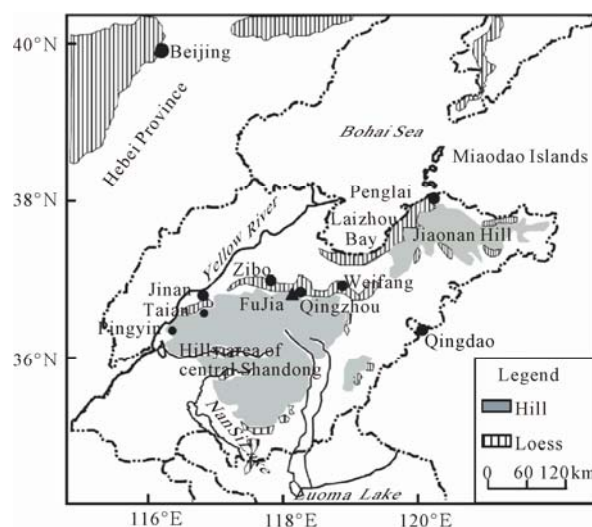 40°N
Beijing
Hebei Province
Bohai Sea
Miaodao Islands
38°N
Penglai
Laizhou
Bay
Jiaonan Hill
Yellow River
Zibo
Weifang
Jinan
Taian
FuJia
Qingzhou
Pingyin
Qingdao
36°N
Hilly area of
central Shandong
Legend
Hill
Loess
0 60 120 km
Luoma Lake
116°E
118°E
120°E